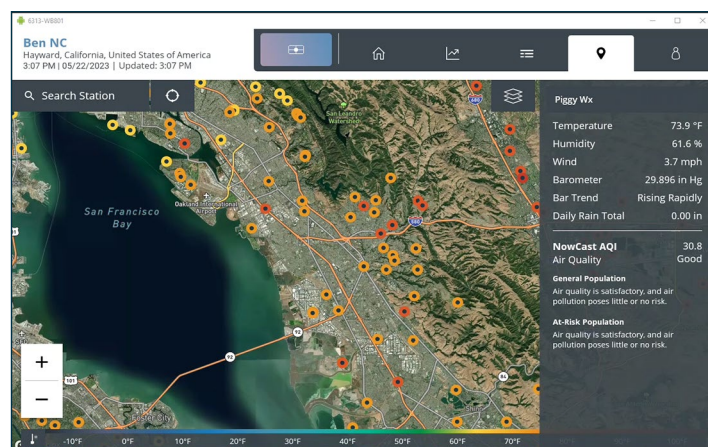 6313-WB801
Ben NC
Hayward, California, United States of America
3:07 PM | 05/22/2023 | Updated: 3:07 PM
Search Station
Piggy Wx
Temperature 73.9 °F
Humidity 61.6 %
Wind 3.7 mph
Barometer 29.896 in Hg
Bar Trend Rising Rapidly
Daily Rain Total 0.00 in
NowCast AQI 30.8
Air Quality Good
General Population
Air quality is satisfactory, and air
pollution poses little or no risk.
At-Risk Population
Air quality is satisfactory, and air
pollution poses little or no risk.
580
San Leandro
Watershed
Oakland International
Airport
San Francisco
Bay
580
92
92
101
84
Foster City
+
−
-10°F 0°F 10°F 20°F 30°F 40°F 50°F 60°F 70°F